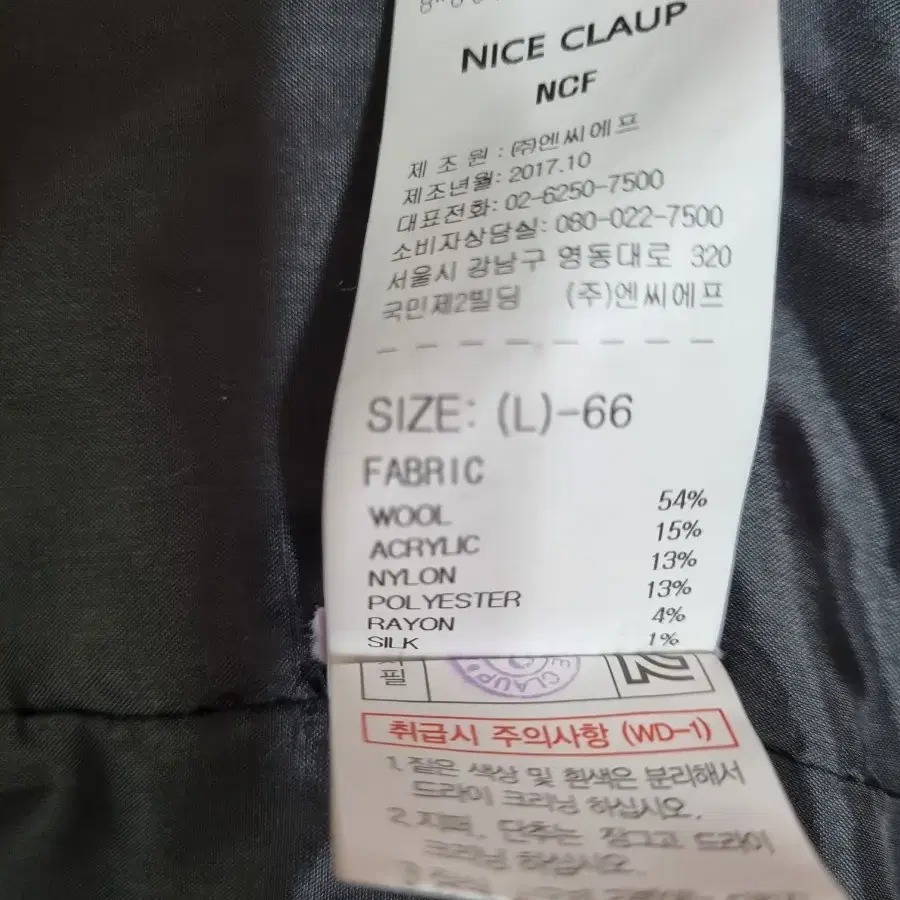 NICE CLAUP
NCF
제 조 원 : (주)엔씨에프
제조년월: 2017.10
대표전화: 02-6250-7500
소비자상담실: 080-022-7500
서울시 강남구 영동대로 320
국민제2빌딩 (주)엔씨에프
SIZE: (L)-66
FABRIC
WOOL 54%
ACRYLIC 15%
NYLON 13%
POLYESTER 13%
RAYON 4%
SILK 1%
필
CLAUP
취급시 주의사항 (WD-1)
1. 짙은 색상 및 흰색은 분리해서
드라이 크리닝 하십시오.
2. 지퍼, 단추는 잠그고 드라이
크리닝 하십시오.
3.